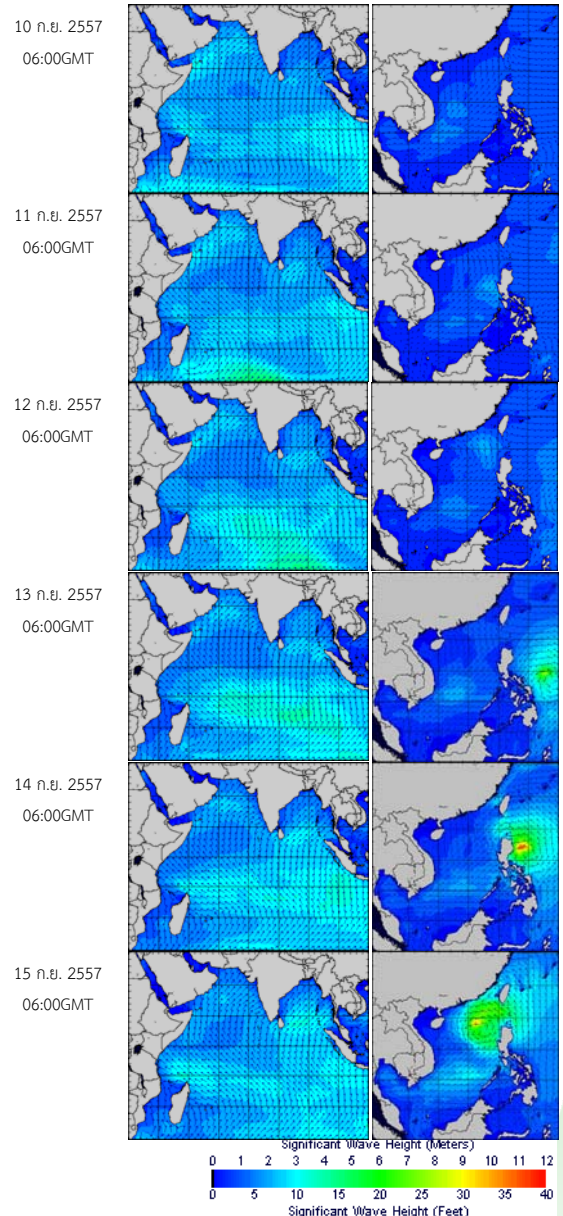 10 ก.ย. 2557
06:00GMT
11 ก.ย. 2557
06:00GMT
12 ก.ย. 2557
06:00GMT
13 ก.ย. 2557
06:00GMT
14 ก.ย. 2557
06:00GMT
15 ก.ย. 2557
06:00GMT
Significant Wave Height (Meters)
0 1 2 3 4 5 6 7 8 9 10 11 12
0 5 10 15 20 25 30 35 40
Significant Wave Height (Feet)